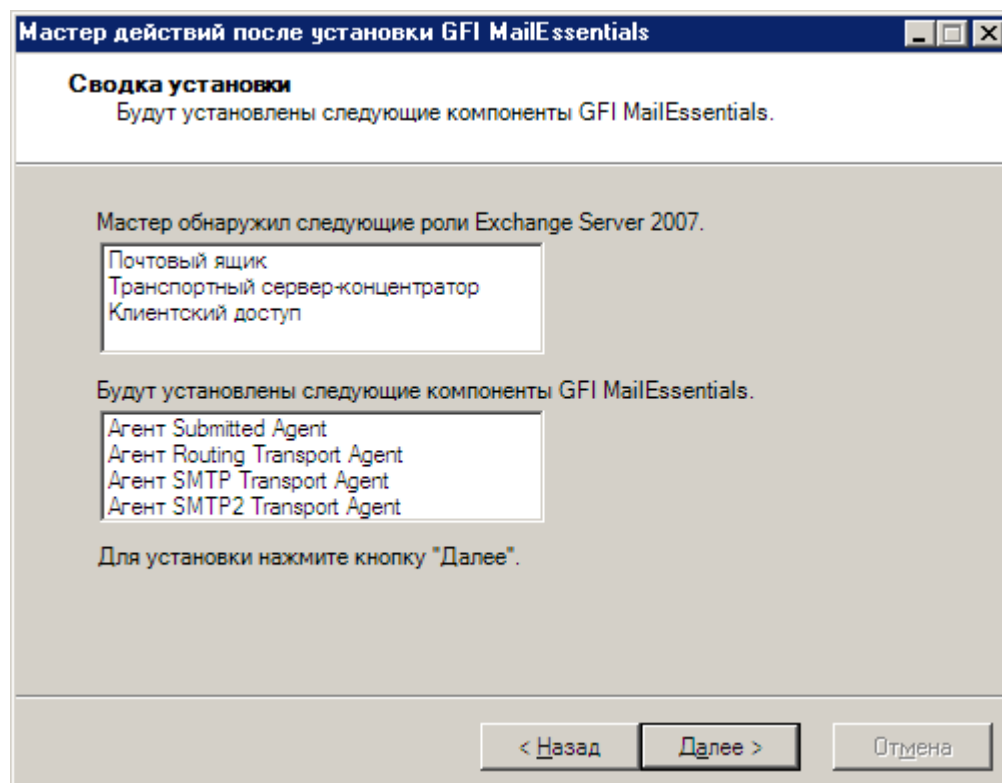 Мастер действий после установки GFI MailEssentials
Сводка установки
Будут установлены следующие компоненты GFI MailEssentials.
Мастер обнаружил следующие роли Exchange Server 2007.
Почтовый ящик
Транспортный сервер-концентратор
Клиентский доступ
Будут установлены следующие компоненты GFI MailEssentials.
Агент Submitted Agent
Агент Routing Transport Agent
Агент SMTP Transport Agent
Агент SMTP2 Transport Agent
Для установки нажмите кнопку "Далее".
< Назад Далее > Отмена